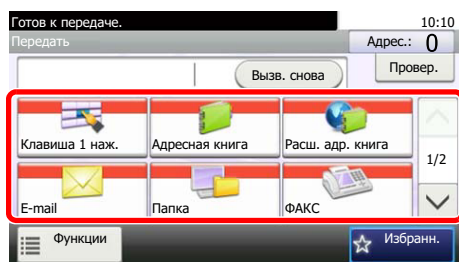 Готов к передаче. 10:10
Передать Адрес.: 0
Вызв. снова Провер.
Клавиша 1 наж. Адресная книга Расш. адр. книга
1/2
E-mail Папка ФАКС
Функции Избранн.